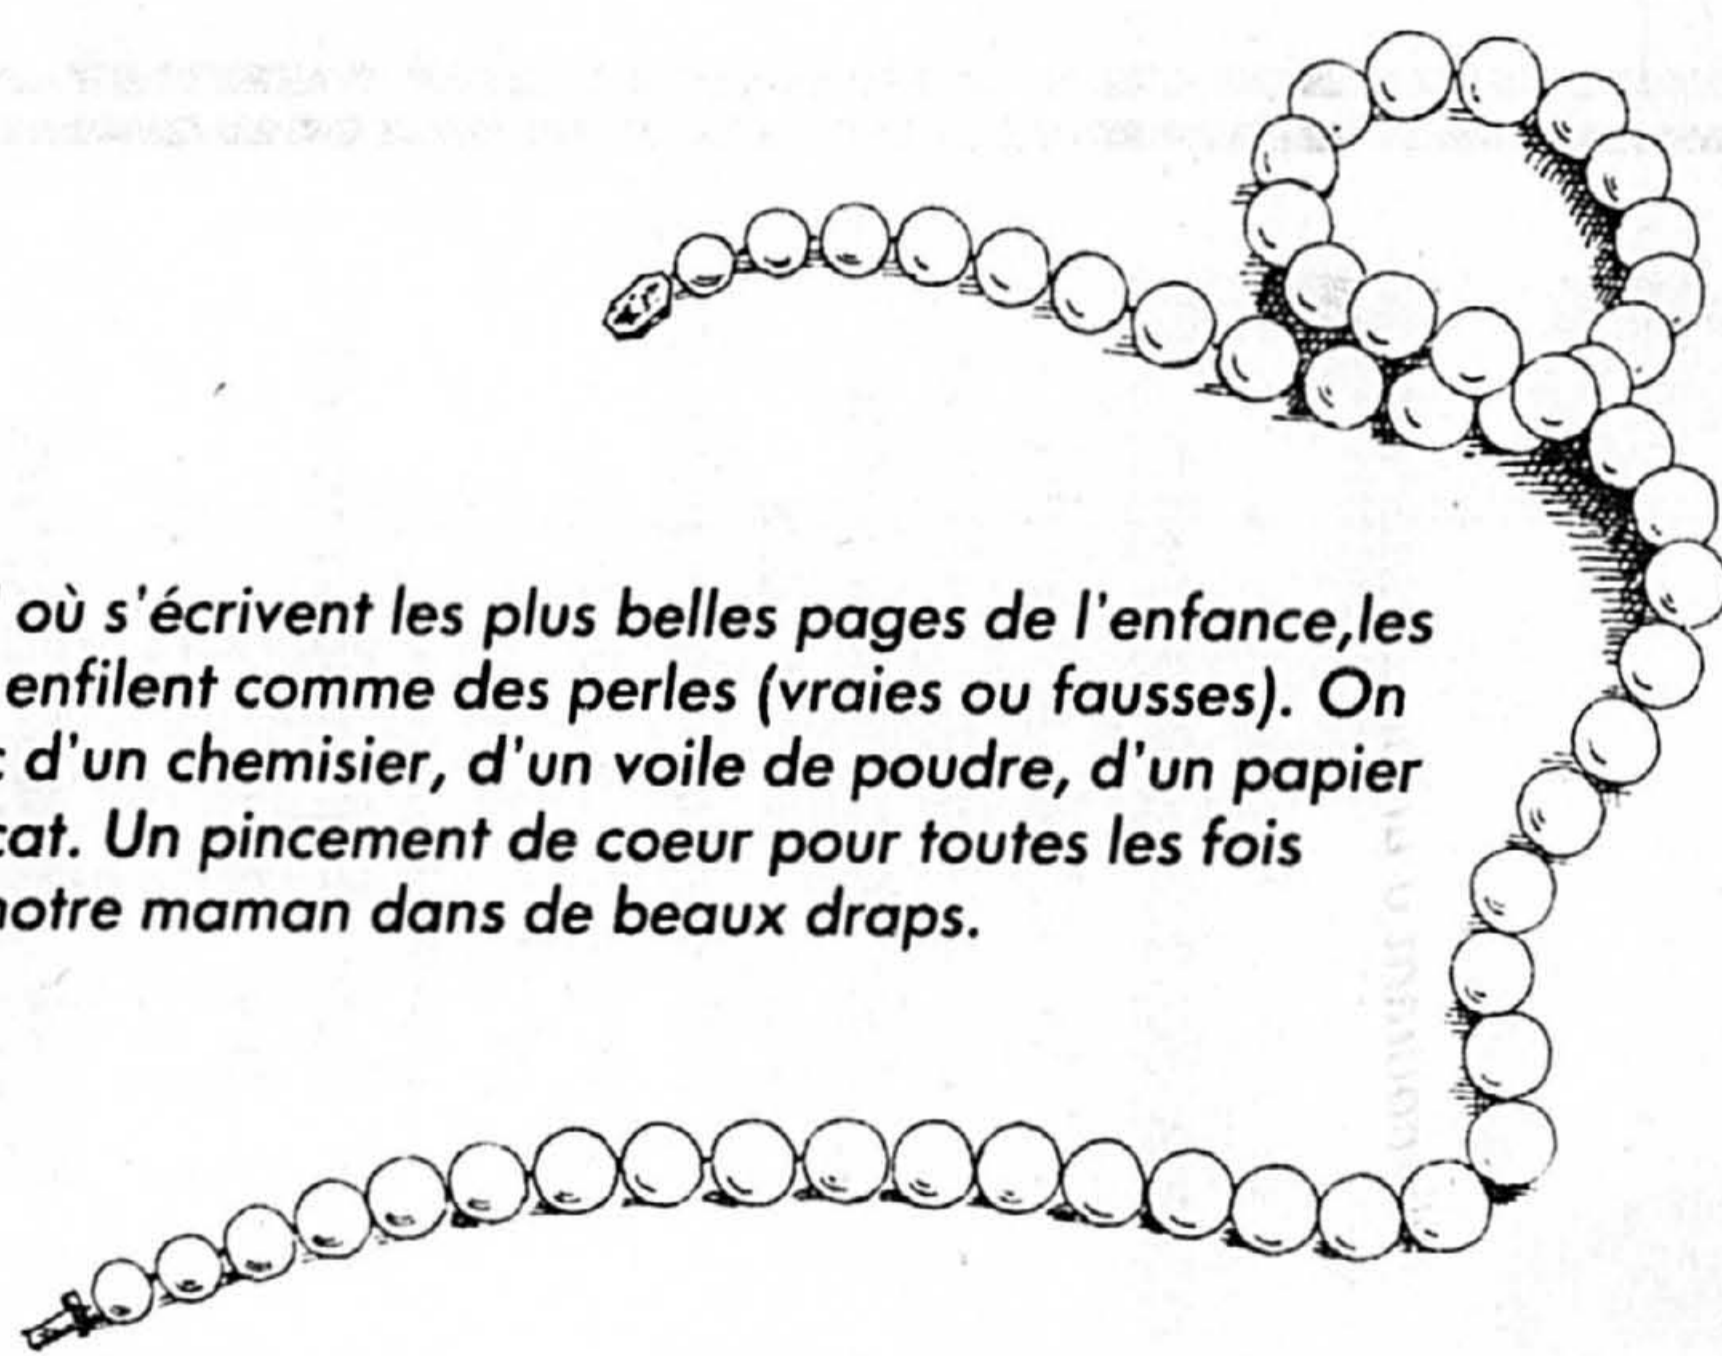 où s'écrivent les plus belles pages de l'enfance,les
enfilent comme des perles (vraies ou fausses). On
d'un chemisier, d'un voile de poudre, d'un papier
cat. Un pincement de coeur pour toutes les fois
notre maman dans de beaux draps.